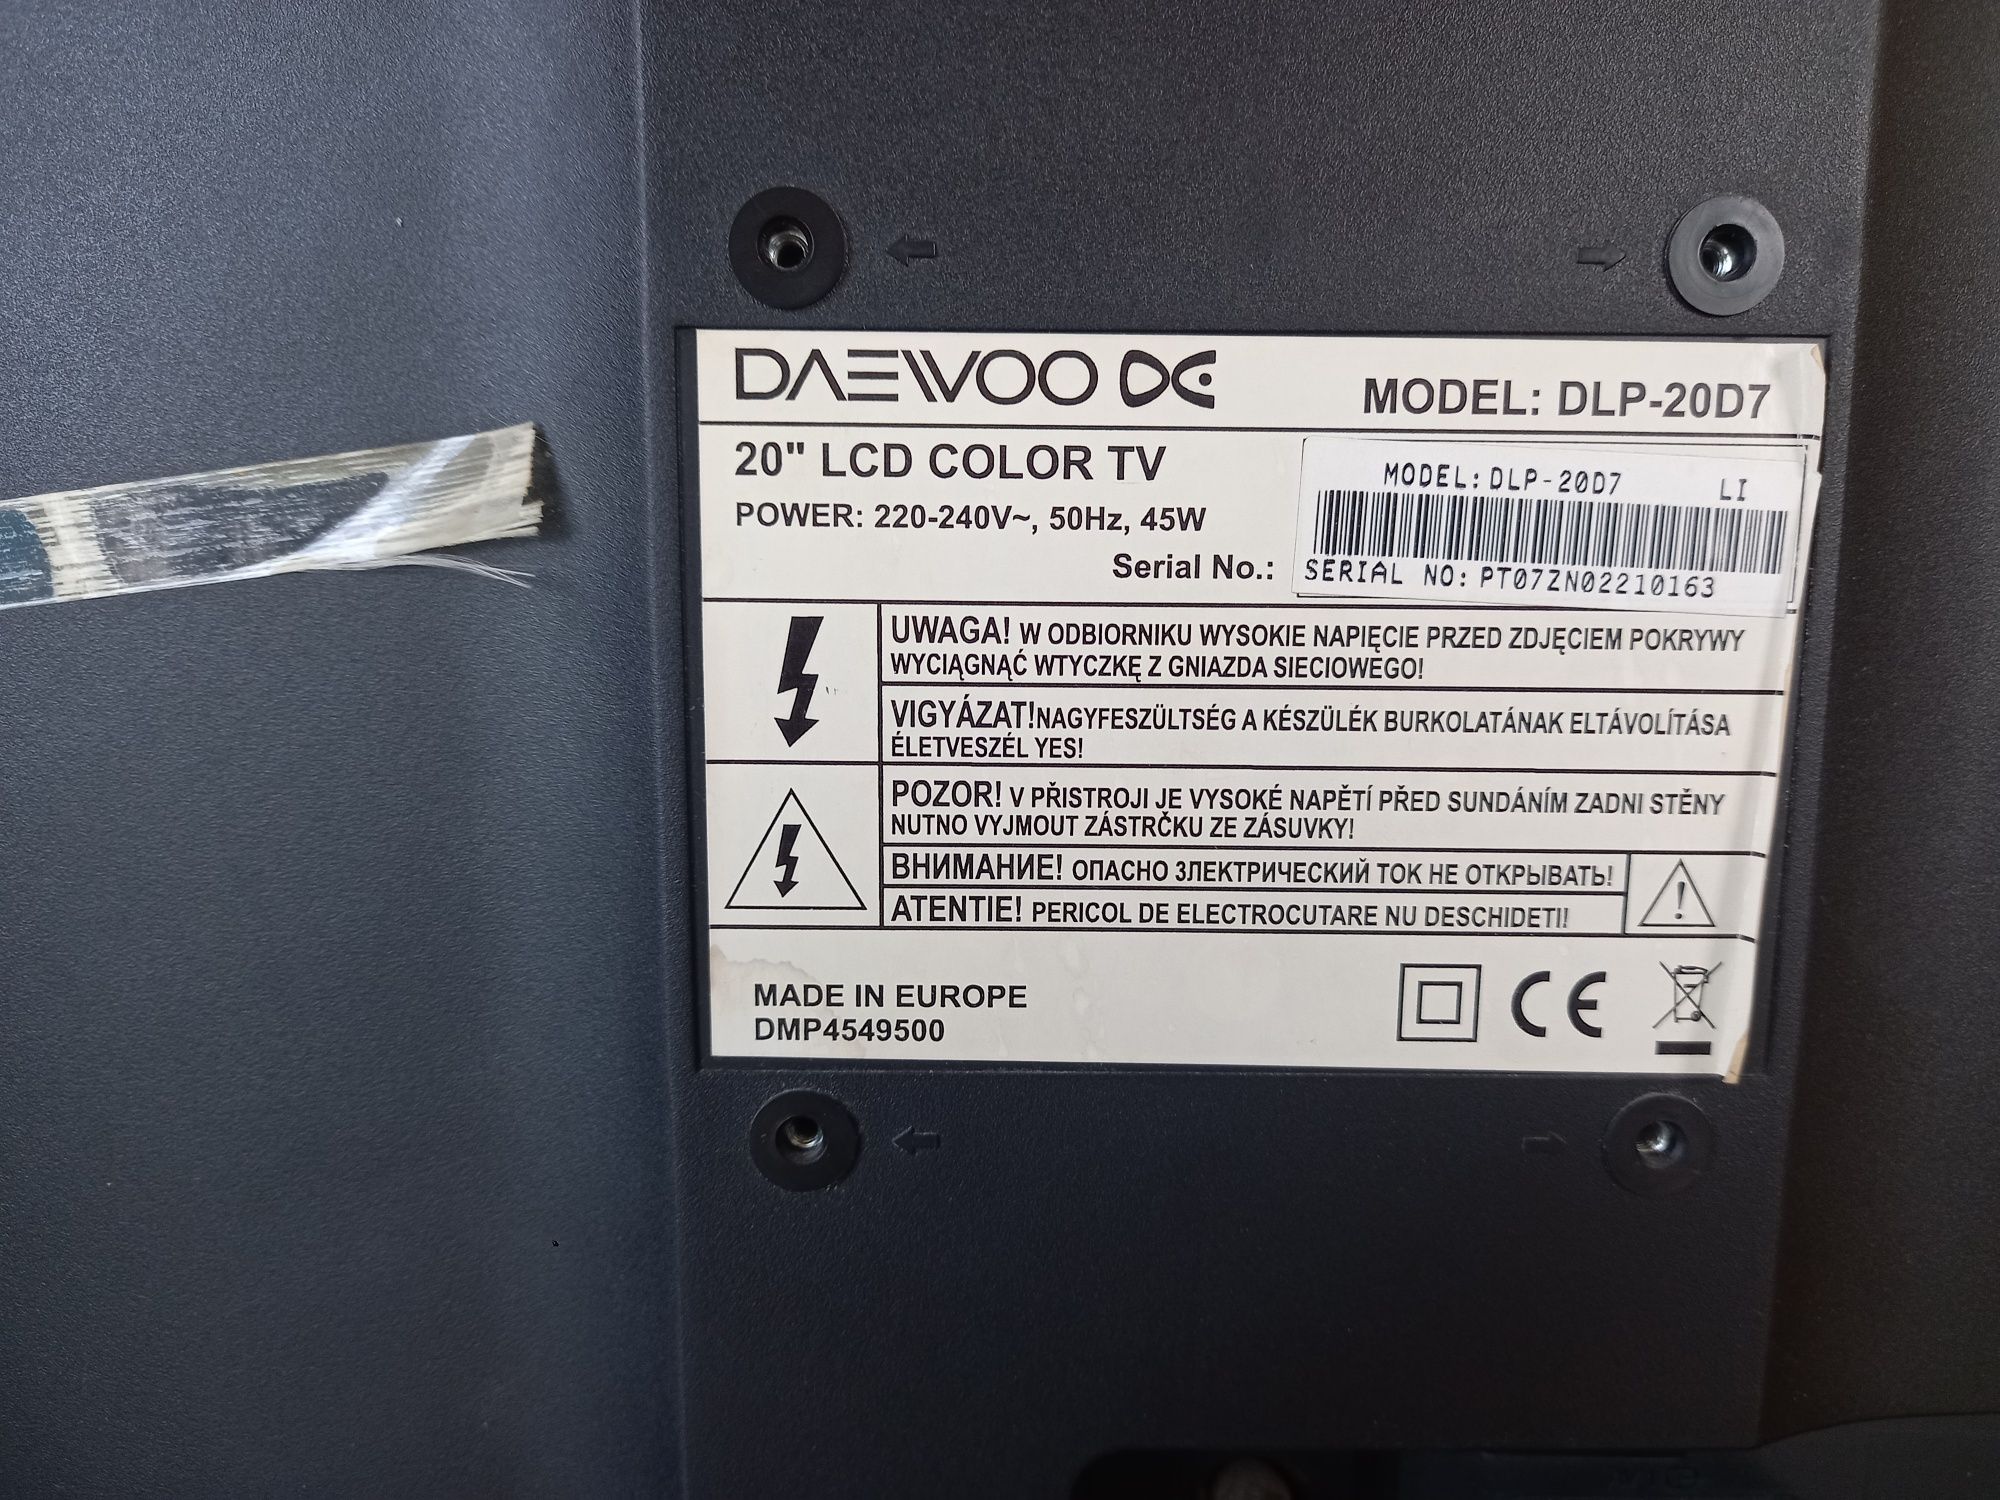 DAEWOO DE
MODEL: DLP-20D7
20" LCD COLOR TV
POWER: 220-240V~, 50Hz, 45W
Serial No.:
MODEL: DLP-20D7 LI
SERIAL NO: PT07ZN02210163
UWAGA! W ODBIORNIKU WYSOKIE NAPIĘCIE PRZED ZDJĘCIEM POKRYWY
WYCIĄGNĄĆ WTYCZKĘ Z GNIAZDA SIECIOWEGO!
VIGYÁZAT!NAGYFESZÜLTSÉG A KÉSZÜLÉK BURKOLATÁNAK ELTÁVOLÍTÁSA
ÉLETVESZÉL YES!
POZOR! V PŘISTROJI JE VYSOKÉ NAPĚTÍ PŘED SUNDÁNÍM ZADNI STĚNY
NUTNO VYJMOUT ZÁSTRČKU ZE ZÁSUVKY!
ВНИМАНИЕ! ОПАСНО ЗЛЕКТРИЧЕСКИЙ ТОК НЕ ОТКРЫВАТЬ!
ATENTIE! PERICOL DE ELECTROCUTARE NU DESCHIDETI!
MADE IN EUROPE
DMP4549500
CE